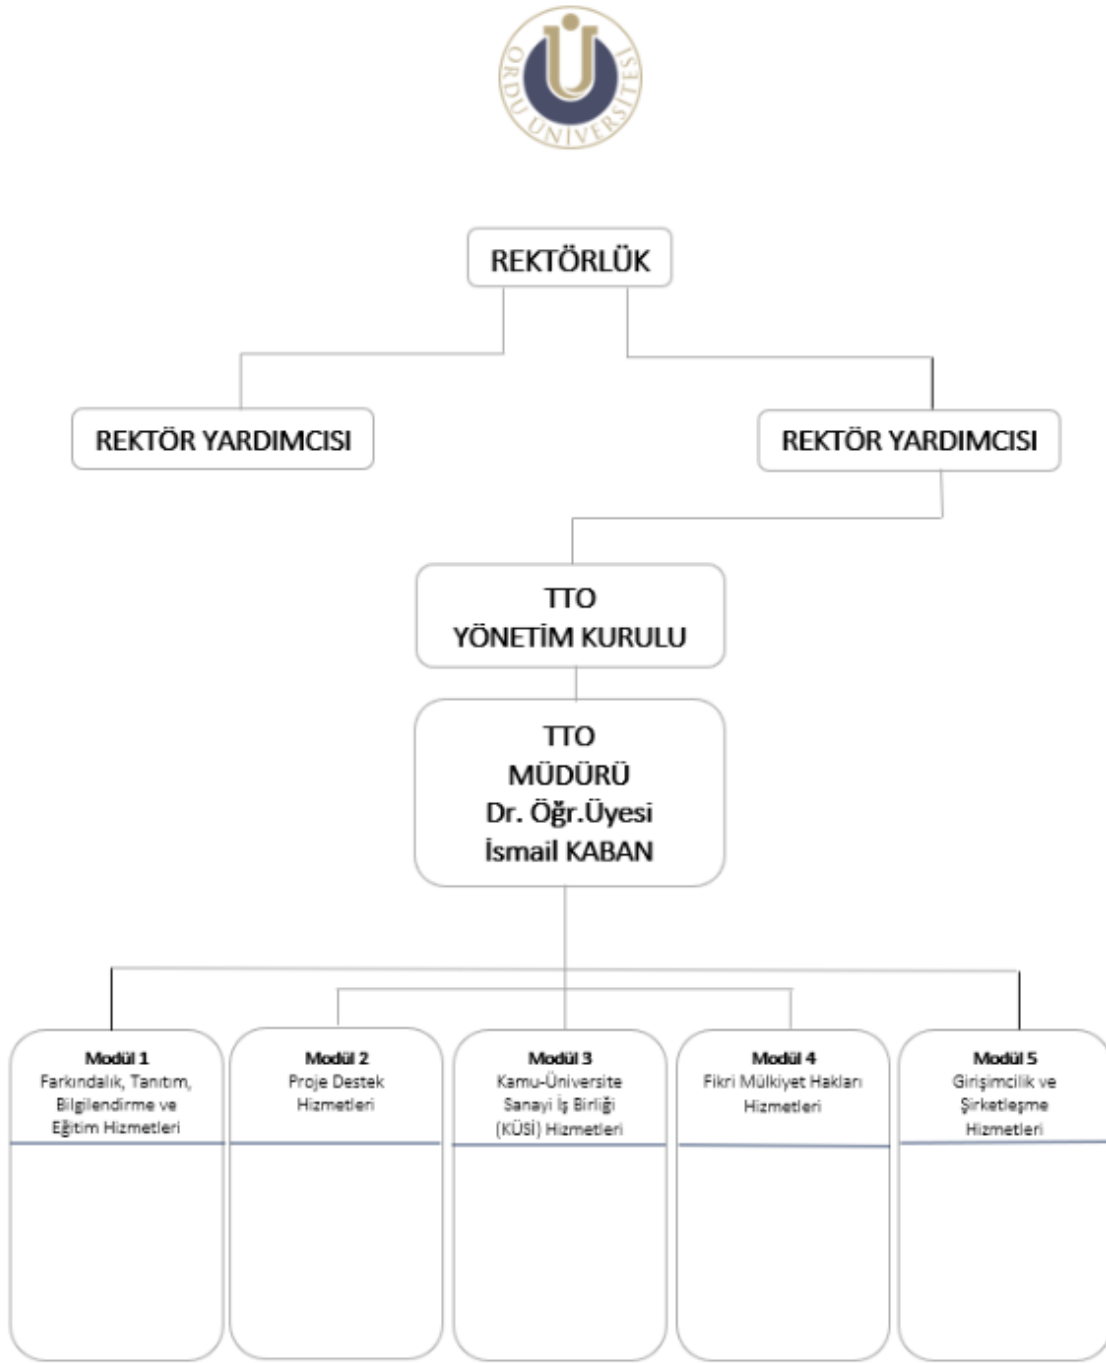 ORDU ÜNİVERSİTESİ
REKTÖRLÜK
REKTÖR YARDIMCISI
REKTÖR YARDIMCISI
TTO
YÖNETİM KURULU
TTO
MÜDÜRÜ
Dr. Öğr.Üyesi
İsmail KABAN
Modül 1
Farkındalık, Tanıtım,
Bilgilendirme ve
Eğitim Hizmetleri
Modül 2
Proje Destek
Hizmetleri
Modül 3
Kamu-Üniversite
Sanayi İş Birliği
(KÜSİ) Hizmetleri
Modül 4
Fikri Mülkiyet Hakları
Hizmetleri
Modül 5
Girişimcilik ve
Şirketleşme
Hizmetleri